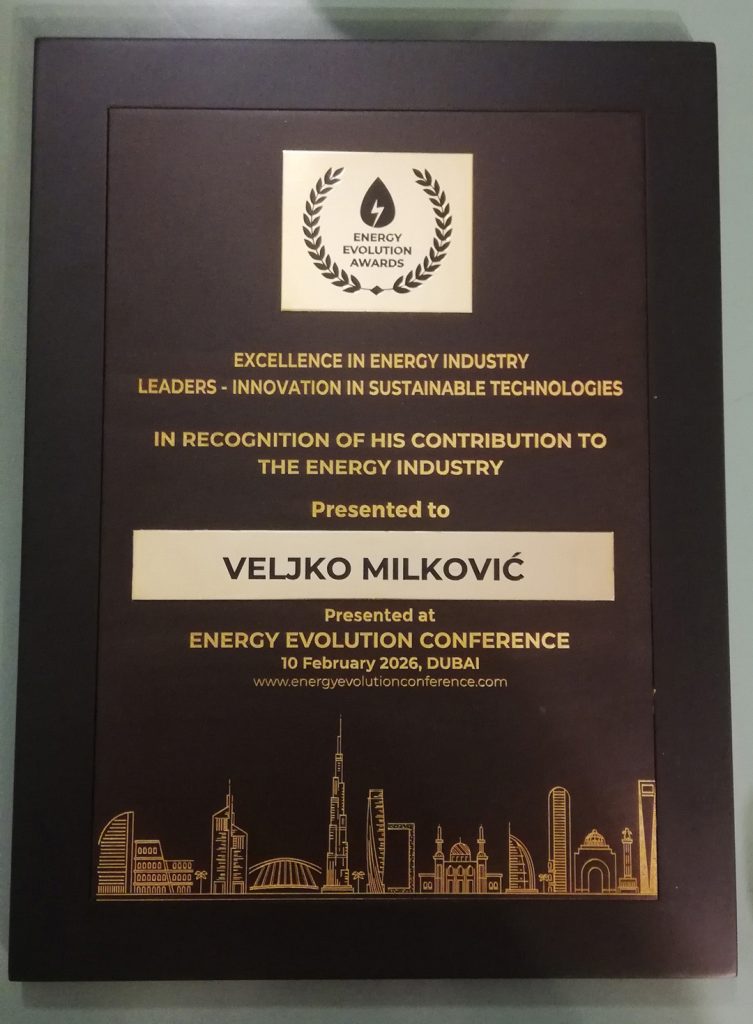 ENERGY
EVOLUTION
AWARDS
EXCELLENCE IN ENERGY INDUSTRY
LEADERS - INNOVATION IN SUSTAINABLE TECHNOLOGIES
IN RECOGNITION OF HIS CONTRIBUTION TO
THE ENERGY INDUSTRY
Presented to
VELJKO MILKOVIĆ
Presented at
ENERGY EVOLUTION CONFERENCE
10 February 2026, DUBAI
www.energyevolutionconference.com